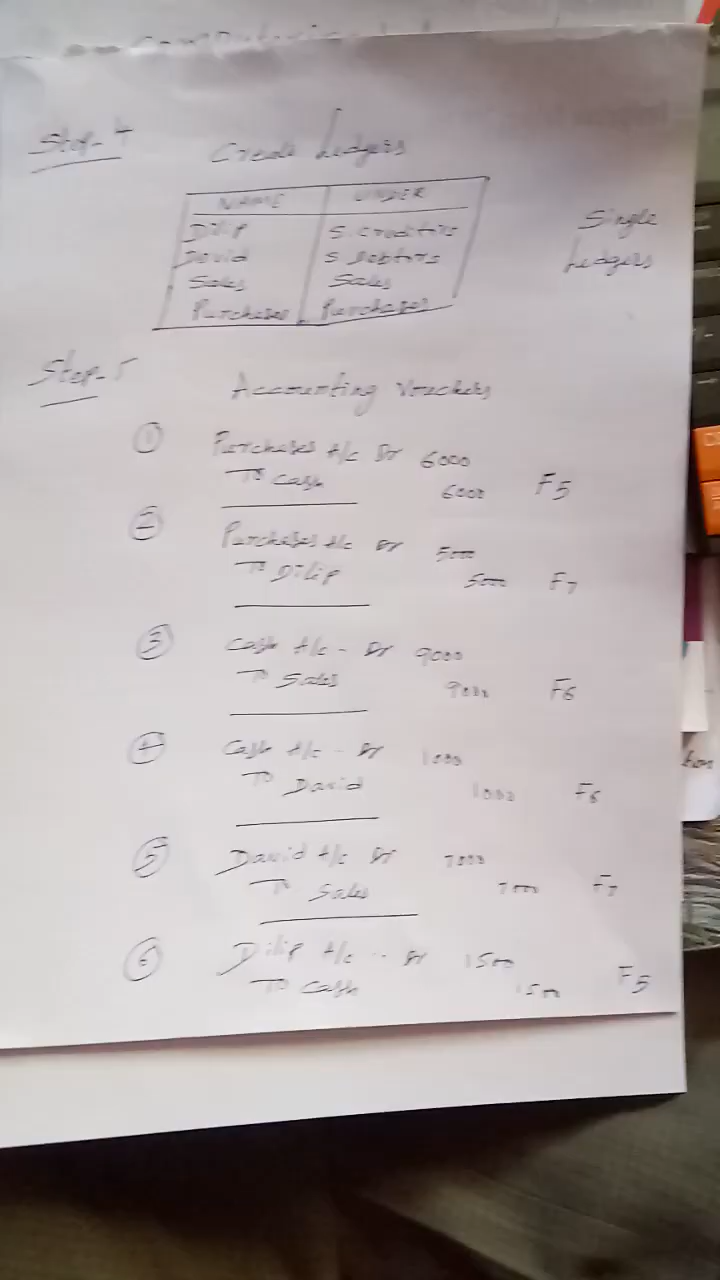 Step-4
Create Ledgers
NAME UNDER
Dilip S. Creditors
David S Debtors
Sales Sales
Purchases Purchases
Single
Ledgers
Step-5
Accounting Vouchers
① Purchases A/c Dr 6000
To Cash 6000 F5
② Purchases A/c Dr 5000
To Dilip 5000 F7
③ Cash A/c - Dr 9000
To Sales 9000 F6
④ Cash A/c - Dr 1000
To David 1000 F6
⑤ David A/c Dr 7000
To Sales 7000 F7
⑥ Dilip A/c -- Dr 1500
To Cash 1500 F5